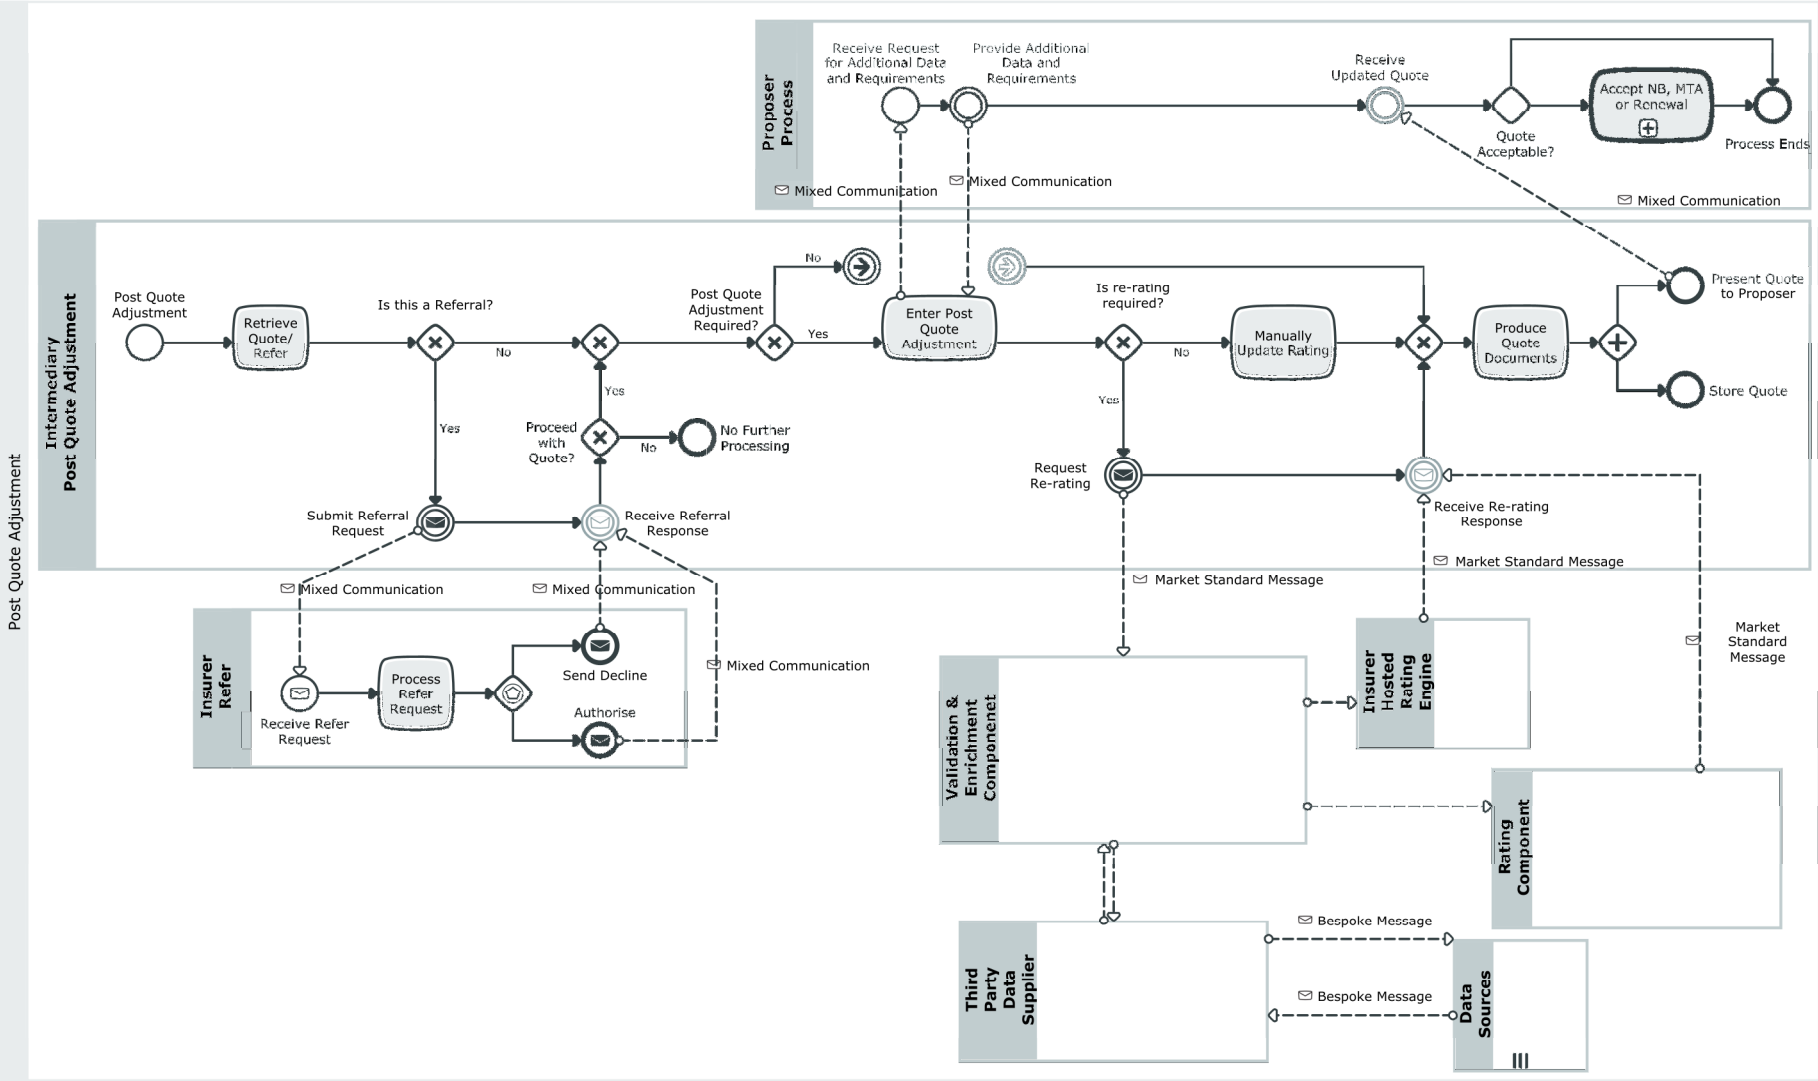 Post Quote Adjustment
Proposer
Process
Receive Request
for Additional Data
and Requirements
Provide Additional
Data and
Requirements
Receive
Updated Quote
Quote
Acceptable?
Accept NB, MTA
or Renewal
Process Ends
Mixed Communication
Mixed Communication
Mixed Communication
Intermediary
Post Quote Adjustment
Post Quote
Adjustment
Retrieve
Quote/
Refer
Is this a Referral?
No
Yes
Submit Referral
Request
Receive Referral
Response
Proceed
with
Quote?
Yes
No
No Further
Processing
Post Quote
Adjustment
Required?
No
Yes
Enter Post
Quote
Adjustment
Is re-rating
required?
No
Yes
Manually
Update Rating
Request
Re-rating
Receive Re-rating
Response
Produce
Quote
Documents
Present Quote
to Proposer
Store Quote
Mixed Communication
Mixed Communication
Mixed Communication
Market Standard Message
Market Standard Message
Market
Standard
Message
Insurer
Refer
Receive Refer
Request
Process
Refer
Request
Send Decline
Authorise
Validation &
Enrichment
Componenet
Insurer
Hosted
Rating
Engine
Rating
Component
Third
Party
Data
Supplier
Bespoke Message
Bespoke Message
Data
Sources